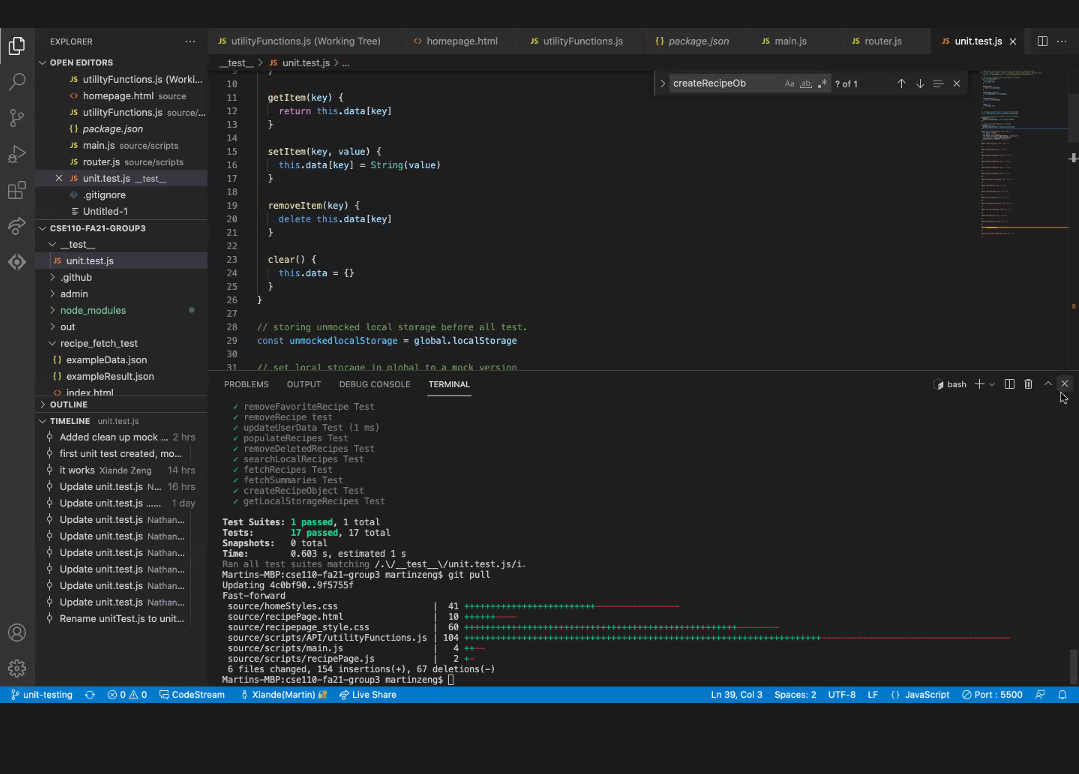 EXPLORER
···
OPEN EDITORS
JS utilityFunctions.js (Worki...
<> homepage.html source
JS utilityFunctions.js source/...
{} package.json
JS main.js source/scripts
JS router.js source/scripts
JS unit.test.js __test__
.gitignore
Untitled-1
CSE110-FA21-GROUP3
__test__
JS unit.test.js
.github
admin
node_modules
out
recipe_fetch_test
{} exampleData.json
{} exampleResult.json
<> index.html
OUTLINE
TIMELINE unit.test.js
Added clean up mock ... 2 hrs
first unit test created, mo...
it works Xiande Zeng 14 hrs
Update unit.test.js N... 16 hrs
Update unit.test.js ...... 1 day
Update unit.test.js Nathan...
Update unit.test.js Nathan...
Update unit.test.js Nathan...
Update unit.test.js Nathan...
Update unit.test.js Nathan...
Update unit.test.js Nathan...
Rename unitTest.js to unit...
JS utilityFunctions.js (Working Tree)
<> homepage.html
JS utilityFunctions.js
{} package.json
JS main.js
JS router.js
JS unit.test.js
__test__ > JS unit.test.js > ...
createRecipeOb Aa ab ? of 1
9 }
10
11 getItem(key) {
12 return this.data[key]
13 }
14
15 setItem(key, value) {
16 this.data[key] = String(value)
17 }
18
19 removeItem(key) {
20 delete this.data[key]
21 }
22
23 clear() {
24 this.data = {}
25 }
26 }
27
28 // storing unmocked local storage before all test.
29 const unmockedlocalStorage = global.localStorage
30
31 // set local storage in global to a mock version
PROBLEMS OUTPUT DEBUG CONSOLE TERMINAL
bash
✓ removeFavoriteRecipe Test
✓ removeRecipe test
✓ updateUserData Test (1 ms)
✓ populateRecipes Test
✓ removeDeletedRecipes Test
✓ searchLocalRecipes Test
✓ fetchRecipes Test
✓ fetchSummaries Test
✓ createRecipeObject Test
✓ getLocalStorageRecipes Test
Test Suites: 1 passed, 1 total
Tests: 17 passed, 17 total
Snapshots: 0 total
Time: 0.603 s, estimated 1 s
Ran all test suites matching /.\/__test__\/unit.test.js/i.
Martins-MBP:cse110-fa21-group3 martinzeng$ git pull
Updating 4c0bf90..9f5755f
Fast-forward
source/homeStyles.css | 41
source/recipePage.html | 10 ++++++----
source/recipepage_style.css | 60
source/scripts/API/utilityFunctions.js | 104
source/scripts/main.js | 4 ++--
source/scripts/recipePage.js | 2 +-
6 files changed, 154 insertions(+), 67 deletions(-)
Martins-MBP:cse110-fa21-group3 martinzeng$
unit-testing 0 0 CodeStream Xiande(Martin) Live Share Ln 39, Col 3 Spaces: 2 UTF-8 LF {} JavaScript Port : 5500